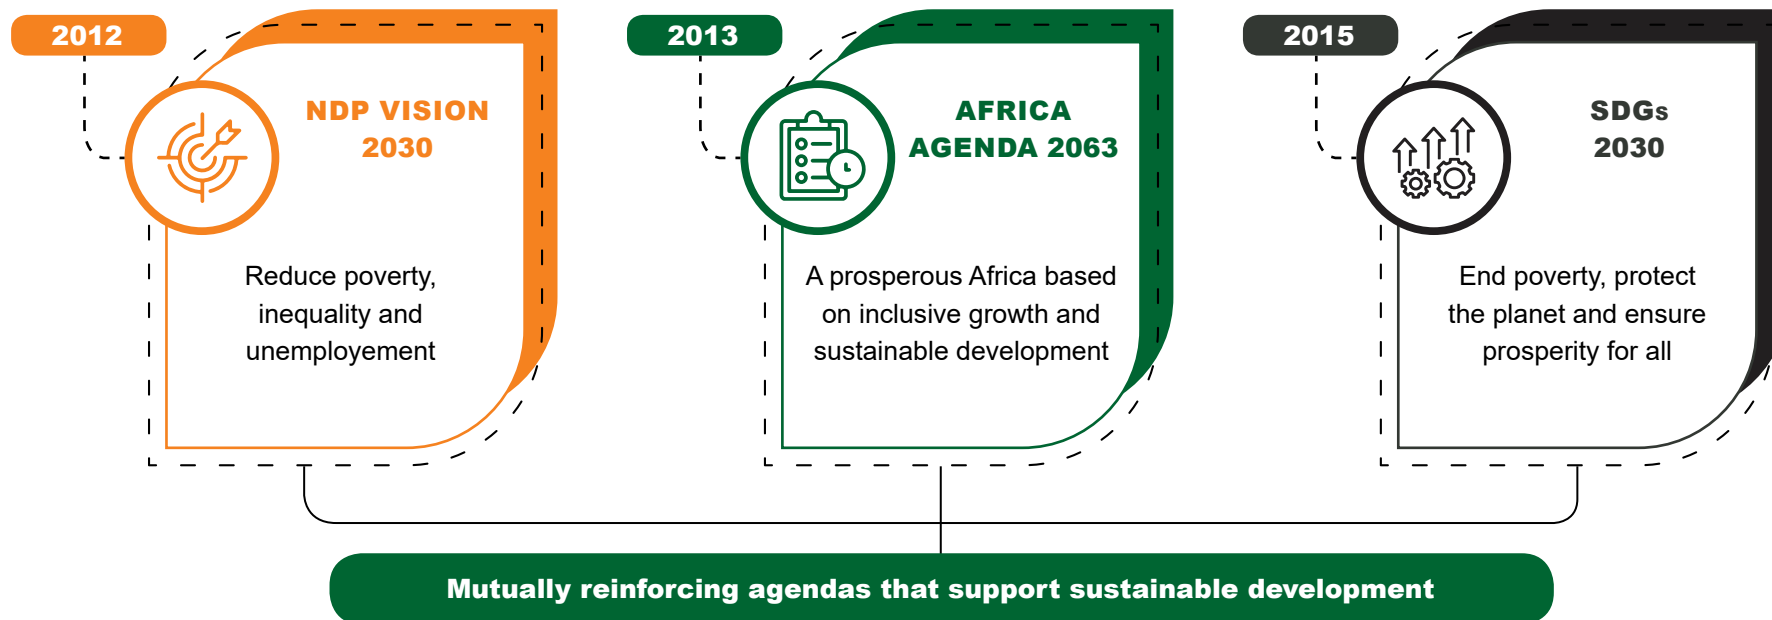 2012
NDP VISION
2030
Reduce poverty,
inequality and
unemployement
2013
AFRICA
AGENDA 2063
A prosperous Africa based
on inclusive growth and
sustainable development
2015
SDGs
2030
End poverty, protect
the planet and ensure
prosperity for all
Mutually reinforcing agendas that support sustainable development